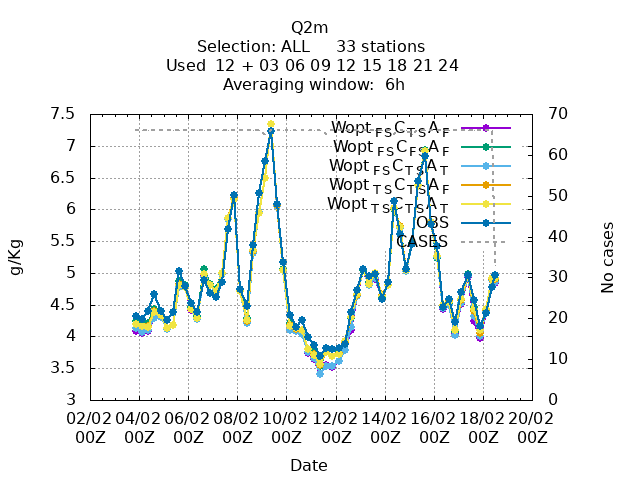 Q2m
Selection: ALL 33 stations
Used 12 + 03 06 09 12 15 18 21 24
Averaging window: 6h
7.5
7
6.5
6
5.5
5
4.5
4
3.5
3
g/Kg
70
60
50
40
30
20
10
0
No cases
Wopt FS C TS A F
Wopt FS C FS A F
Wopt FS C TS A T
Wopt TS C TS A F
Wopt TS C TS A T
OBS
CASES
02/02 04/02 06/02 08/02 10/02 12/02 14/02 16/02 18/02 20/02
00Z 00Z 00Z 00Z 00Z 00Z 00Z 00Z 00Z 00Z
Date